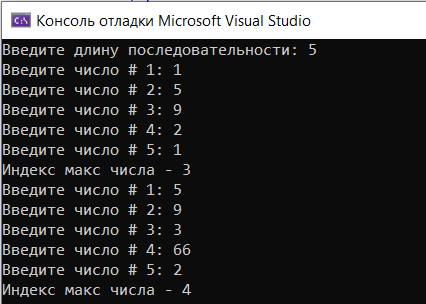 Консоль отладки Microsoft Visual Studio
Введите длину последовательности: 5
Введите число # 1: 1
Введите число # 2: 5
Введите число # 3: 9
Введите число # 4: 2
Введите число # 5: 1
Индекс макс числа - 3
Введите число # 1: 5
Введите число # 2: 9
Введите число # 3: 3
Введите число # 4: 66
Введите число # 5: 2
Индекс макс числа - 4